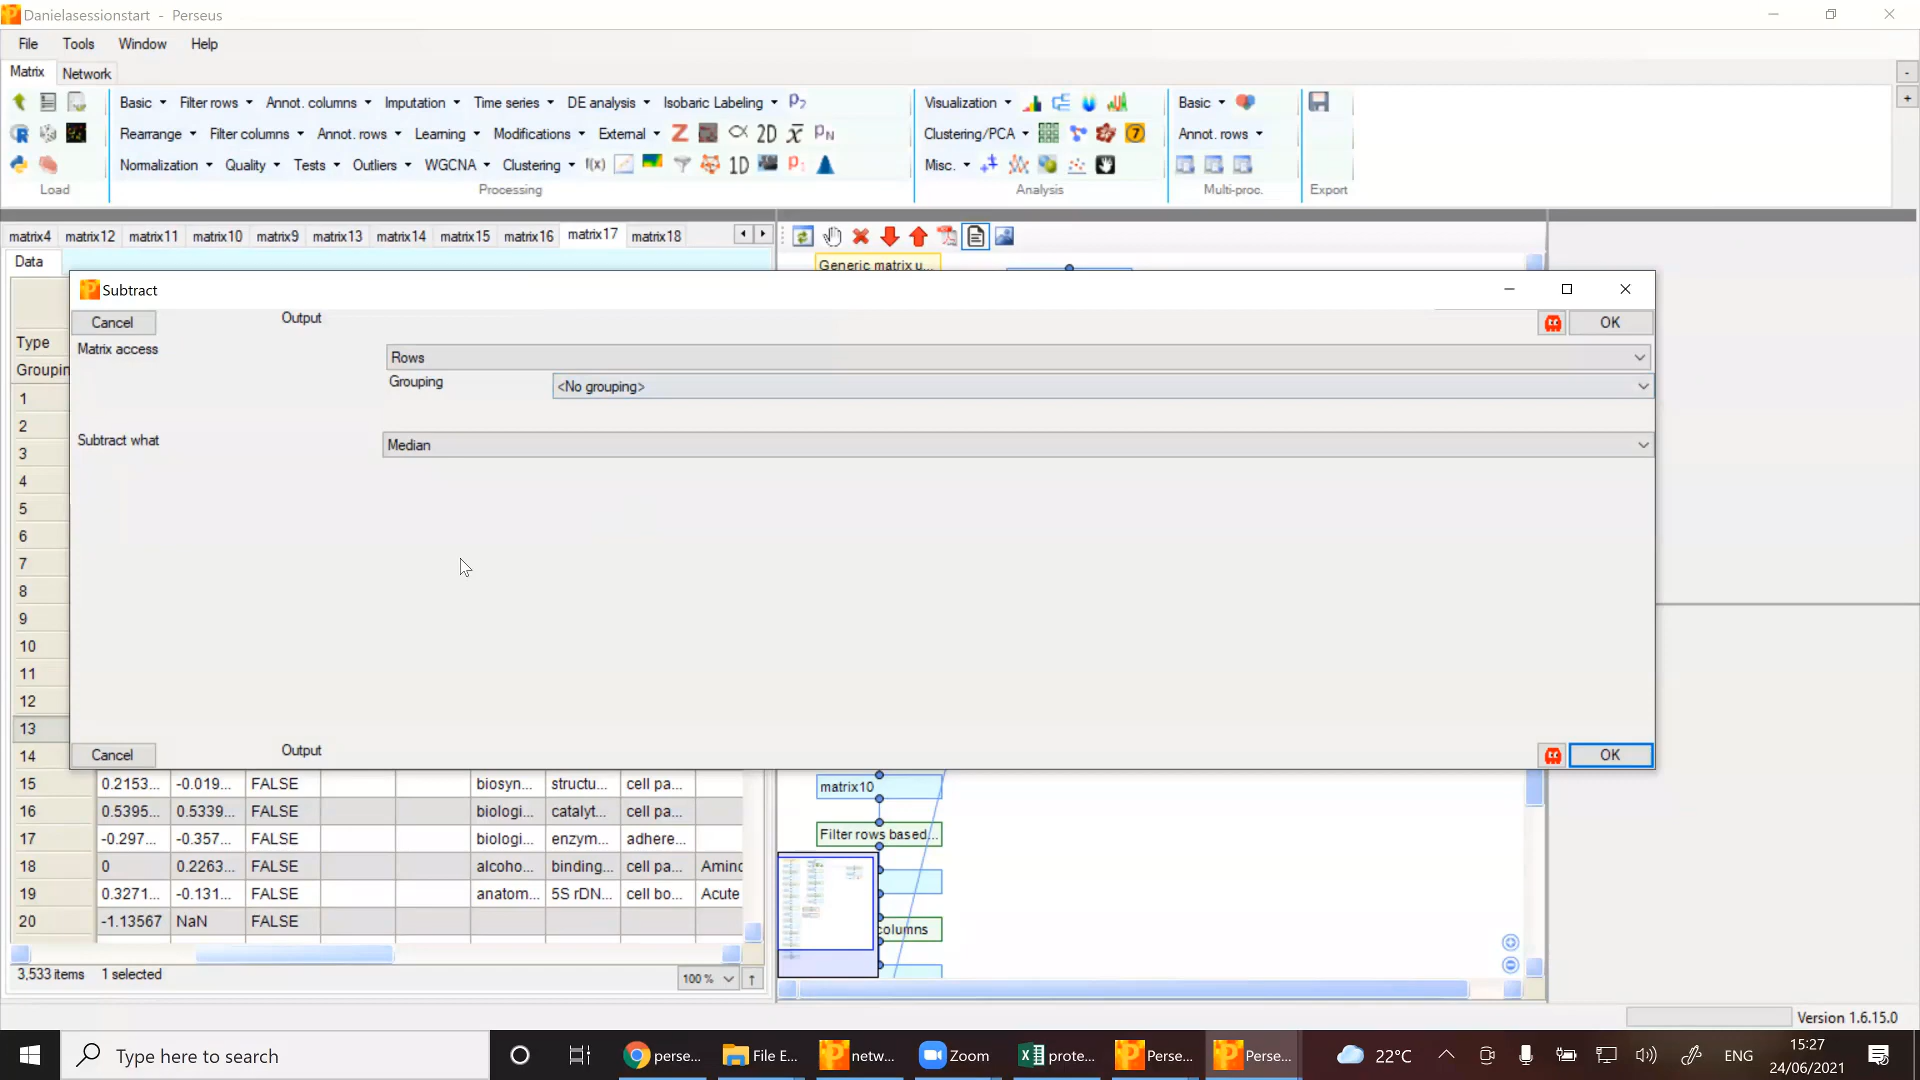 Danielasessionstart - Perseus
File Tools Window Help
Matrix Network
Basic Filter rows Annot. columns Imputation Time series DE analysis Isobaric Labeling p2 Visualization Basic
Rearrange Filter columns Annot. rows Learning Modifications External Z 2D x PN Clustering/PCA 7 Annot. rows
Normalization Quality Tests Outliers WGCNA Clustering f(x) 1D p1 Misc.
Load Processing Analysis Multi-proc. Export
matrix4 matrix12 matrix11 matrix10 matrix9 matrix13 matrix14 matrix15 matrix16 matrix17 matrix18
Data
Generic matrix u...
Subtract
Cancel Output OK
Type
Matrix access Rows
Groupin
Grouping <No grouping>
1
2
Subtract what Median
3
4
5
6
7
8
9
10
11
12
13
14
Cancel Output OK
15 0.2153... -0.019... FALSE biosyn... structu... cell pa...
matrix10
16 0.5395... 0.5339... FALSE biologi... catalyt... cell pa...
17 -0.297... -0.357... FALSE biologi... enzym... adhere...
Filter rows based...
18 0 0.2263... FALSE alcoho... binding... cell pa... Amino
19 0.3271... -0.131... FALSE anatom... 5S rDN... cell bo... Acute
20 -1.13567 NaN FALSE
columns
3,533 items 1 selected 100 %
Version 1.6.15.0
Type here to search
perse... File E... netw... Zoom prote... Perse... Perse...
22°C ENG
15:27
24/06/2021